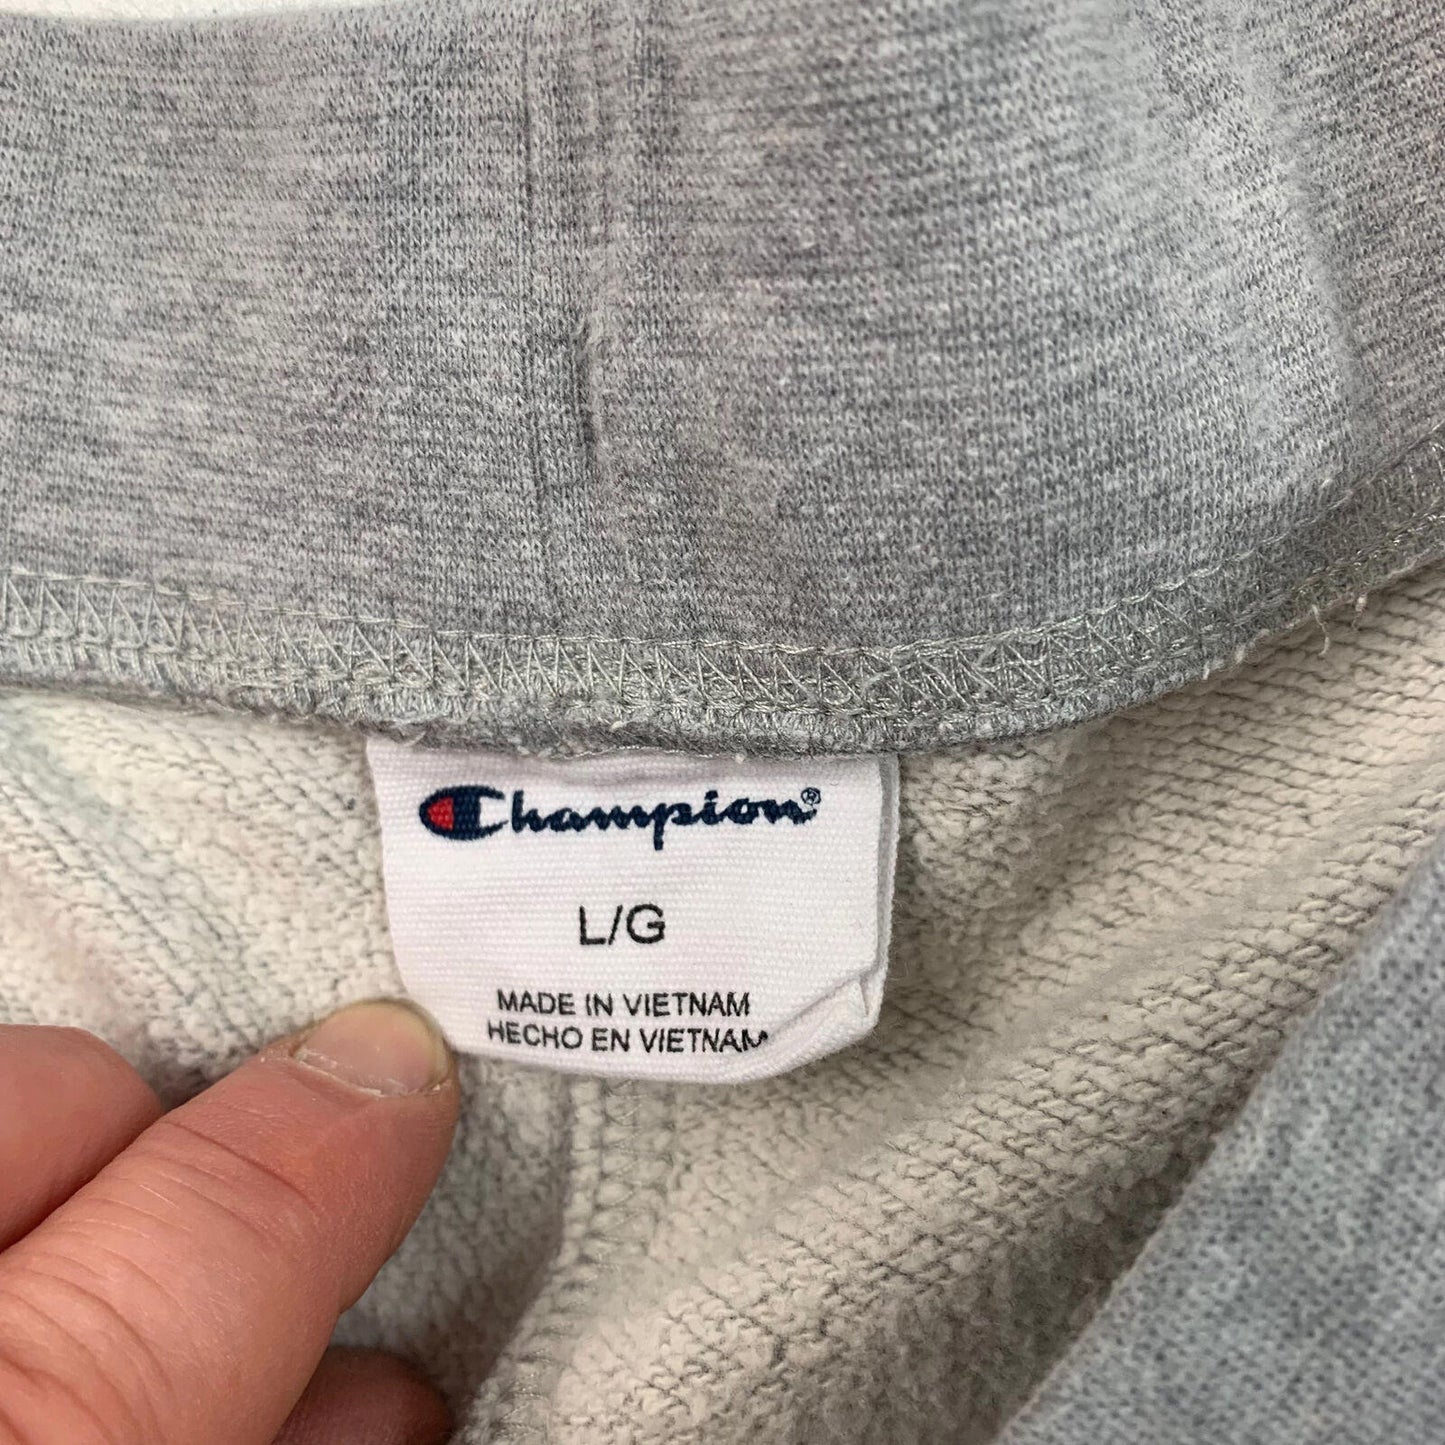 Champion®
L/G
MADE IN VIETNAM
HECHO EN VIETNAM